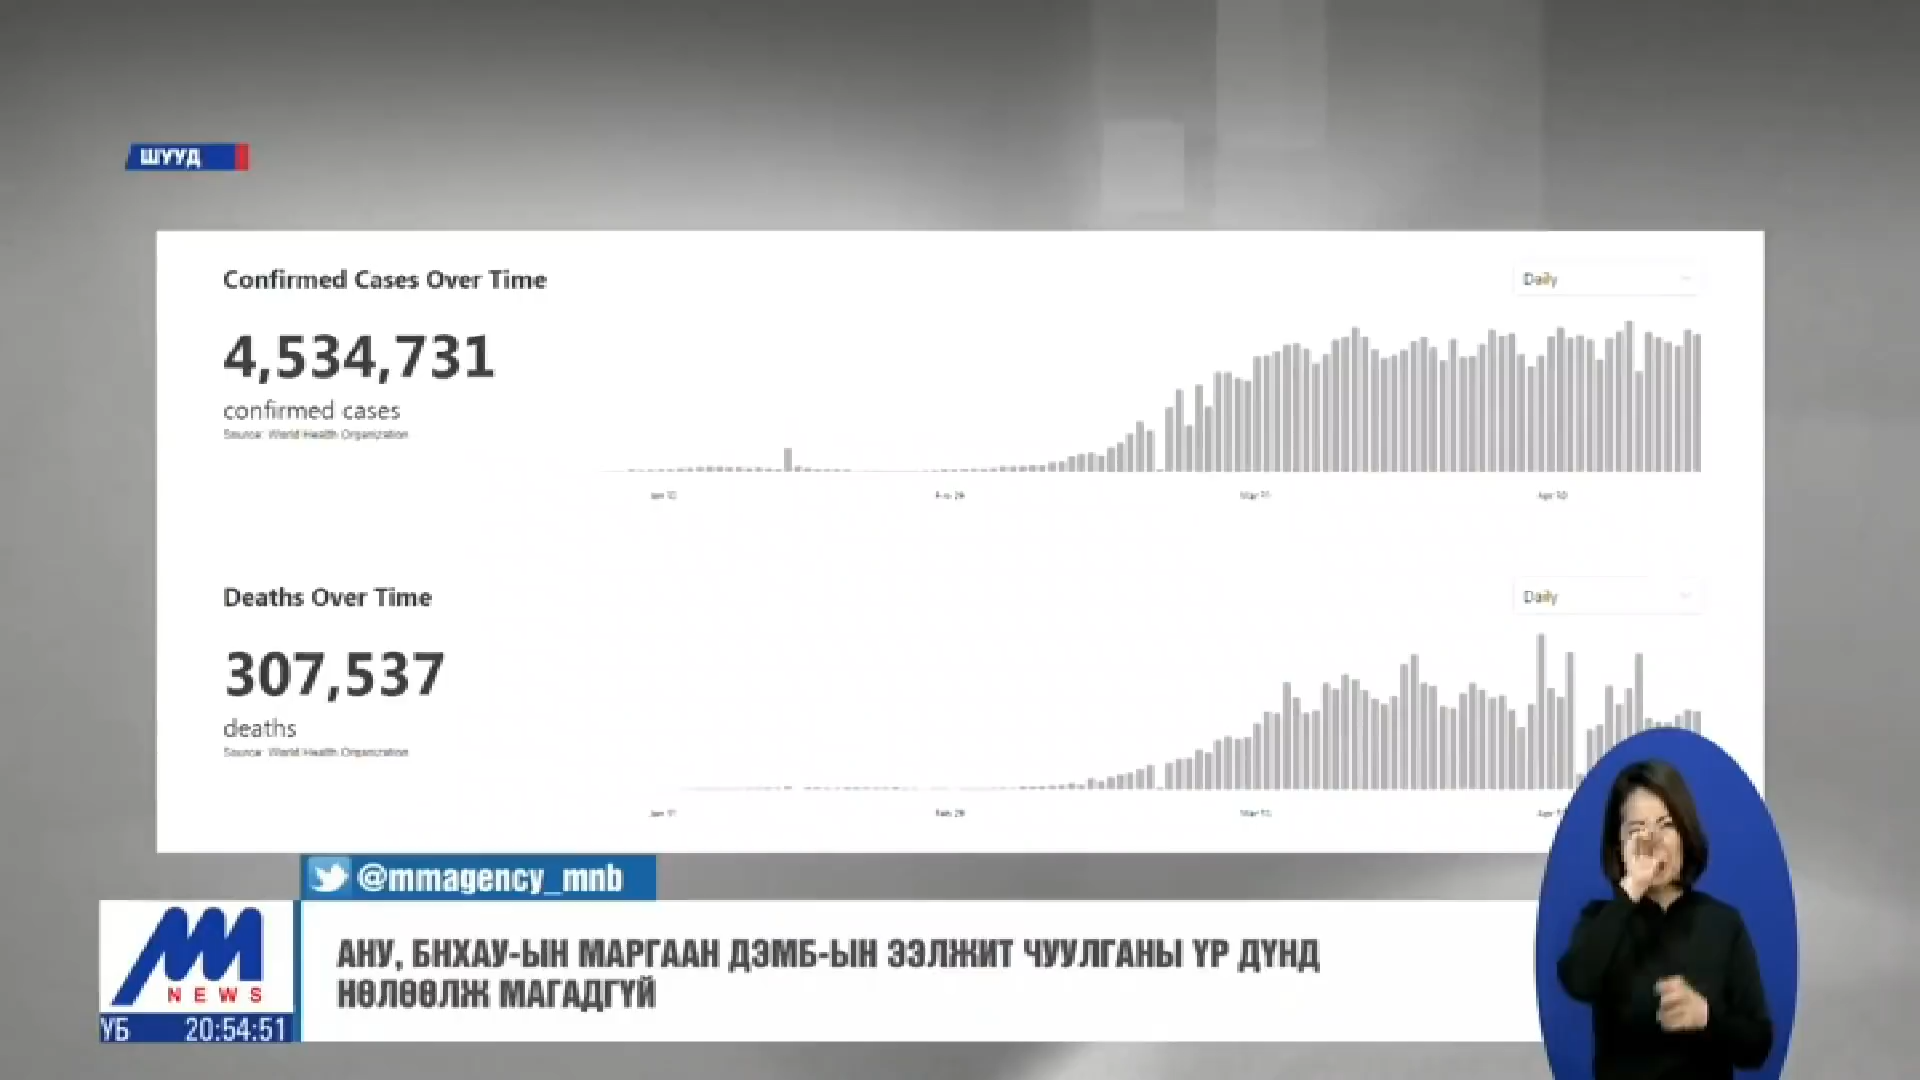 ШУУД
Confirmed Cases Over Time
Daily
4,534,731
confirmed cases
Source: World Health Organization
Deaths Over Time
Daily
307,537
deaths
Source: World Health Organization
@mmagency_mnb
АНУ, БНХАУ-ЫН МАРГААН ДЭМБ-ЫН ЭЭЛЖИТ ЧУУЛГАНЫ ҮР ДҮНД
НӨЛӨӨЛЖ МАГАДГҮЙ
MM
NEWS
УБ 20:54:51